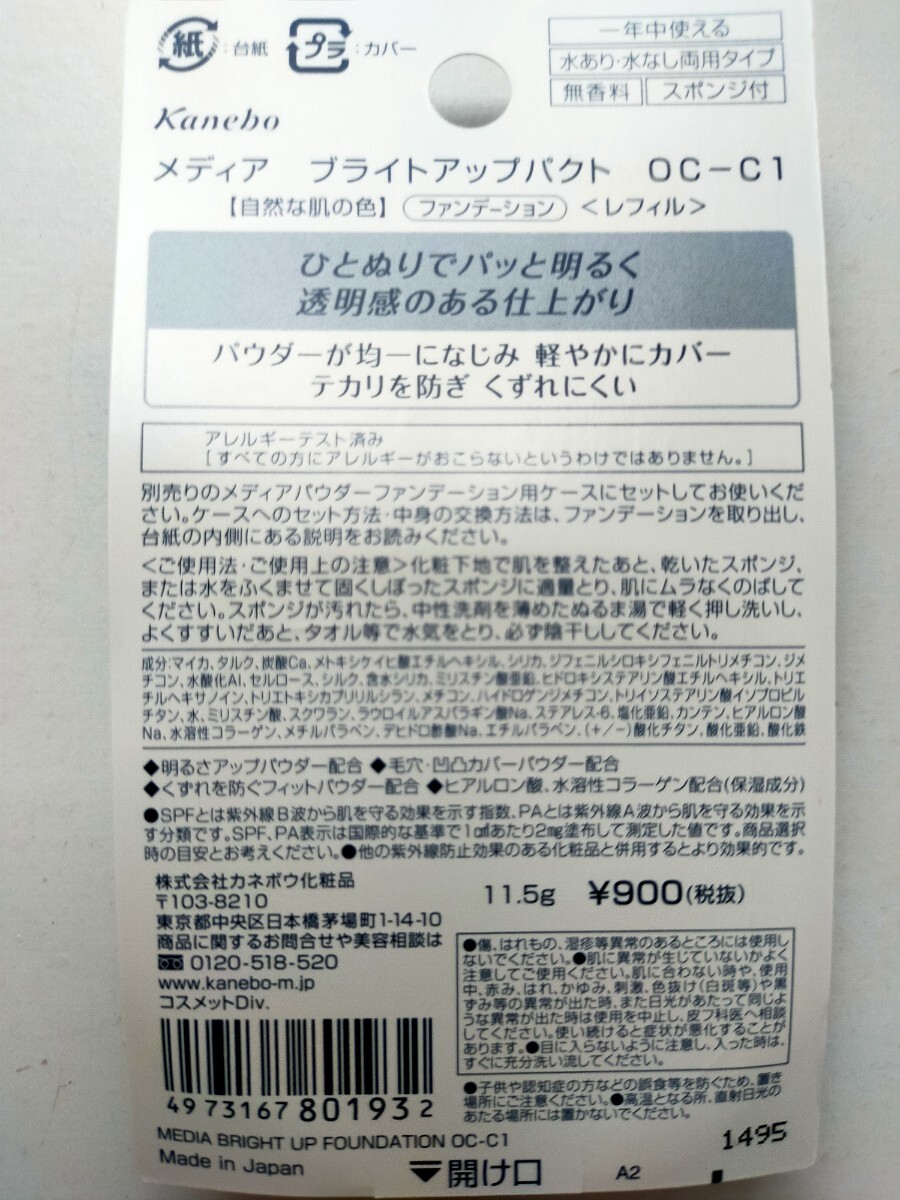 紙 :台紙 プラ :カバー
一年中使える
水あり・水なし両用タイプ
無香料 スポンジ付
Kanebo
メディア ブライトアップパクト OC-C1
【自然な肌の色】 ファンデーション <レフィル>
ひとぬりでパッと明るく
透明感のある仕上がり
パウダーが均一になじみ 軽やかにカバー
テカリを防ぎ くずれにくい
アレルギーテスト済み
[すべての方にアレルギーがおこらないというわけではありません。]
別売りのメディアパウダーファンデーション用ケースにセットしてお使いくだ
さい。ケースへのセット方法・中身の交換方法は、ファンデーションを取り出し、
台紙の内側にある説明をお読みください。
<ご使用法・ご使用上の注意>化粧下地で肌を整えたあと、乾いたスポンジ、
または水をふくませて固くしぼったスポンジに適量とり、肌にムラなくのばして
ください。スポンジが汚れたら、中性洗剤を薄めたぬるま湯で軽く押し洗いし、
よくすすいだあと、タオル等で水気をとり、必ず陰干ししてください。
成分:マイカ、タルク、炭酸Ca、メトキシケイヒ酸エチルヘキシル、シリカ、ジフェニルシロキシフェニルトリメチコン、ジメ
チコン、水酸化Al、セルロース、シルク、含水シリカ、ミリスチン酸亜鉛、ヒドロキシステアリン酸エチルヘキシル、トリエ
チルヘキサノイン、トリエトキシカプリリルシラン、メチコン、ハイドロゲンジメチコン、トリイソステアリン酸イソプロピル
チタン、水、ミリスチン酸、スクワラン、ラウロイルアスパラギン酸Na、ステアレス-6、塩化亜鉛、カンテン、ヒアルロン酸
Na、水溶性コラーゲン、メチルパラベン、デヒドロ酢酸Na、エチルパラベン、(+/-)酸化チタン、酸化亜鉛、酸化鉄
◆明るさアップパウダー配合 ◆毛穴・凹凸カバーパウダー配合
◆くずれを防ぐフィットパウダー配合 ◆ヒアルロン酸、水溶性コラーゲン配合(保湿成分)
●SPFとは紫外線B波から肌を守る効果を示す指数、PAとは紫外線A波から肌を守る効果を示
す分類です。SPF、PA表示は国際的な基準で1c㎡あたり2mg塗布して測定した値です。商品選択
時の目安とお考えください。●他の紫外線防止効果のある化粧品と併用するとより効果的です。
株式会社カネボウ化粧品
〒103-8210
東京都中央区日本橋茅場町1-14-10
商品に関するお問合せや美容相談は
0120-518-520
www.kanebo-m.jp
コスメットDiv.
11.5g ¥900(税抜)
●傷、はれもの、湿疹等異常のあるところには使用し
ないでください。●肌に異常が生じていないかよく
注意してご使用ください。肌に合わない時や、使用
中、赤み、はれ、かゆみ、刺激、色抜け(白斑等)や黒
ずみ等の異常が出た時、また日光があたって同じよ
うな異常が出た時は使用を中止し、皮フ科医へ相談
してください。使い続けると症状が悪化することが
あります。●目に入らないように注意し、入った時は、
すぐに充分洗い流してください。
●子供や認知症の方などの誤食等を防ぐため、置き
場所にご注意ください。●高温となる所、直射日光の
あたる場所には置かないでください。
4973167801932
MEDIA BRIGHT UP FOUNDATION OC-C1
Made in Japan
開け口
A2
1495